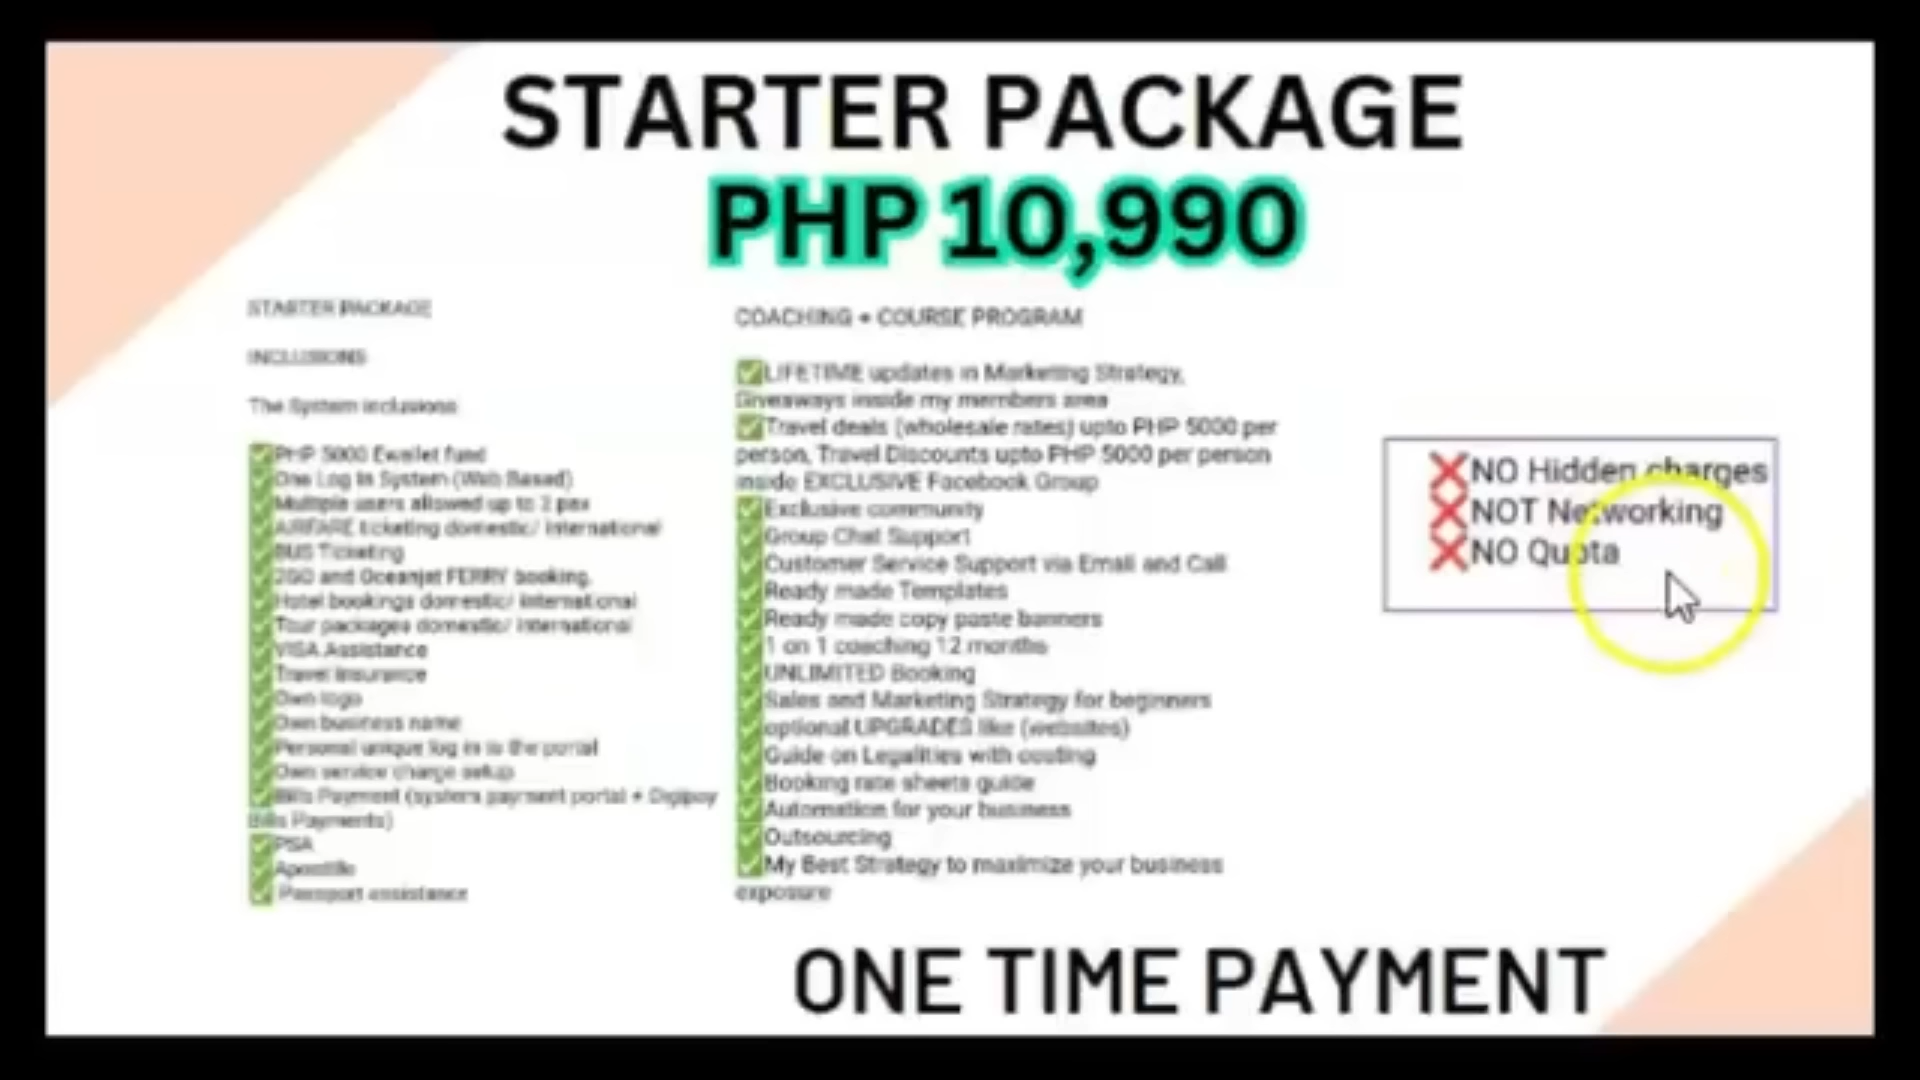 STARTER PACKAGE
PHP 10,990
STARTER PACKAGE
INCLUSIONS
The System inclusions
✅PHP 5000 Ewallet fund
✅One Log In System (Web Based)
✅Multiple users allowed up to 2 pax
✅AIRFARE ticketing domestic/ international
✅BUS Ticketing
✅2GO and Oceanjet FERRY booking.
✅Hotel bookings domestic/ international
✅Tour packages domestic/ international
✅VISA Assistance
✅Travel insurance
✅Own logo
✅Own business name
✅Personal unique log in to the portal
✅Own service charge setup
✅Bills Payment (system payment portal + Digipay
Bills Payments)
✅PSA
✅Apostille
✅ Passport assistance
COACHING + COURSE PROGRAM
✅LIFETIME updates in Marketing Strategy,
Giveaways inside my members area
✅Travel deals (wholesale rates) upto PHP 5000 per
person, Travel Discounts upto PHP 5000 per person
inside EXCLUSIVE Facebook Group
✅Exclusive community
✅Group Chat Support
✅Customer Service Support via Email and Call
✅Ready made Templates
✅Ready made copy paste banners
✅1 on 1 coaching 12 months
✅UNLIMITED Booking
✅Sales and Marketing Strategy for beginners
✅optional UPGRADES like (websites)
✅Guide on Legalities with costing
✅Booking rate sheets guide
✅Automation for your business
✅Outsourcing
✅My Best Strategy to maximize your business
exposure
❌NO Hidden charges
❌NOT Networking
❌NO Quota
ONE TIME PAYMENT